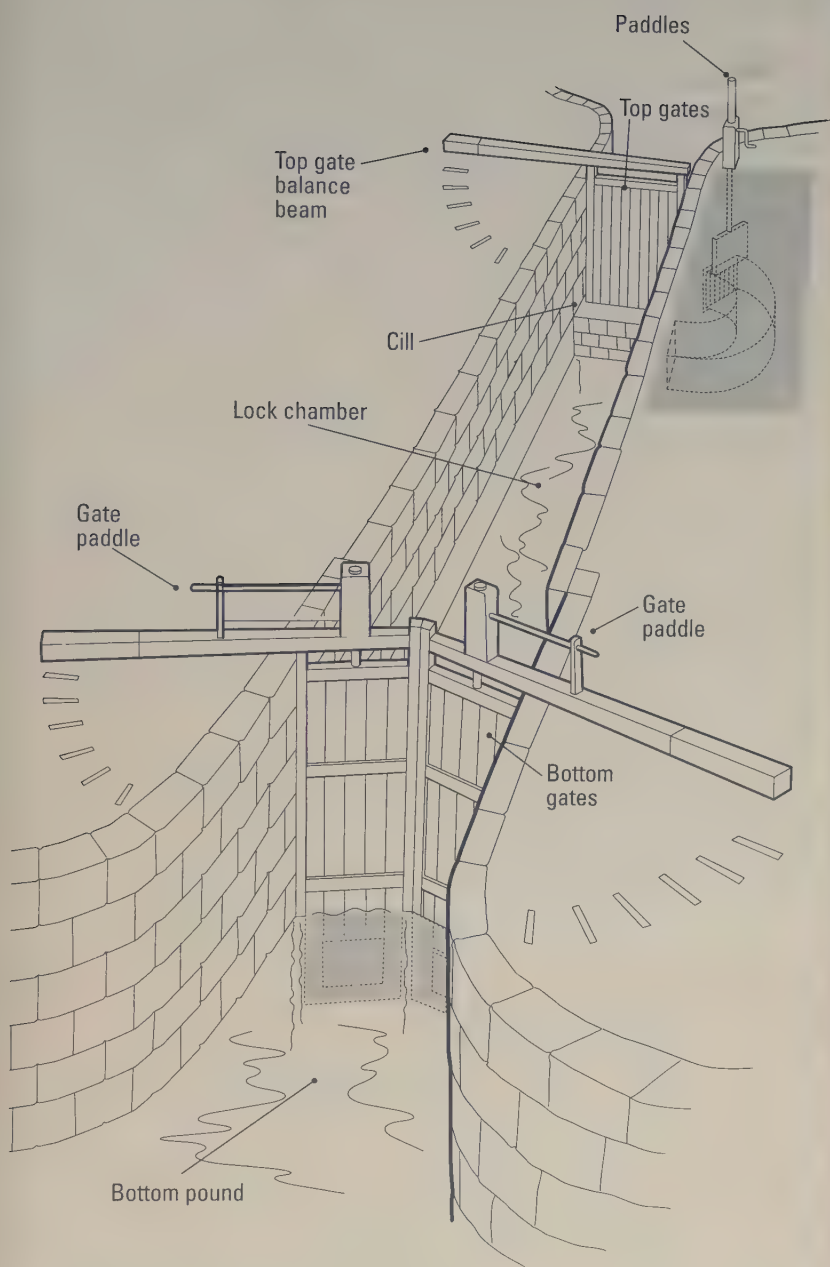 Paddles
Top gates
Top gate
balance
beam
Cill
Lock chamber
Gate
paddle
Gate
paddle
Bottom
gates
Bottom pound